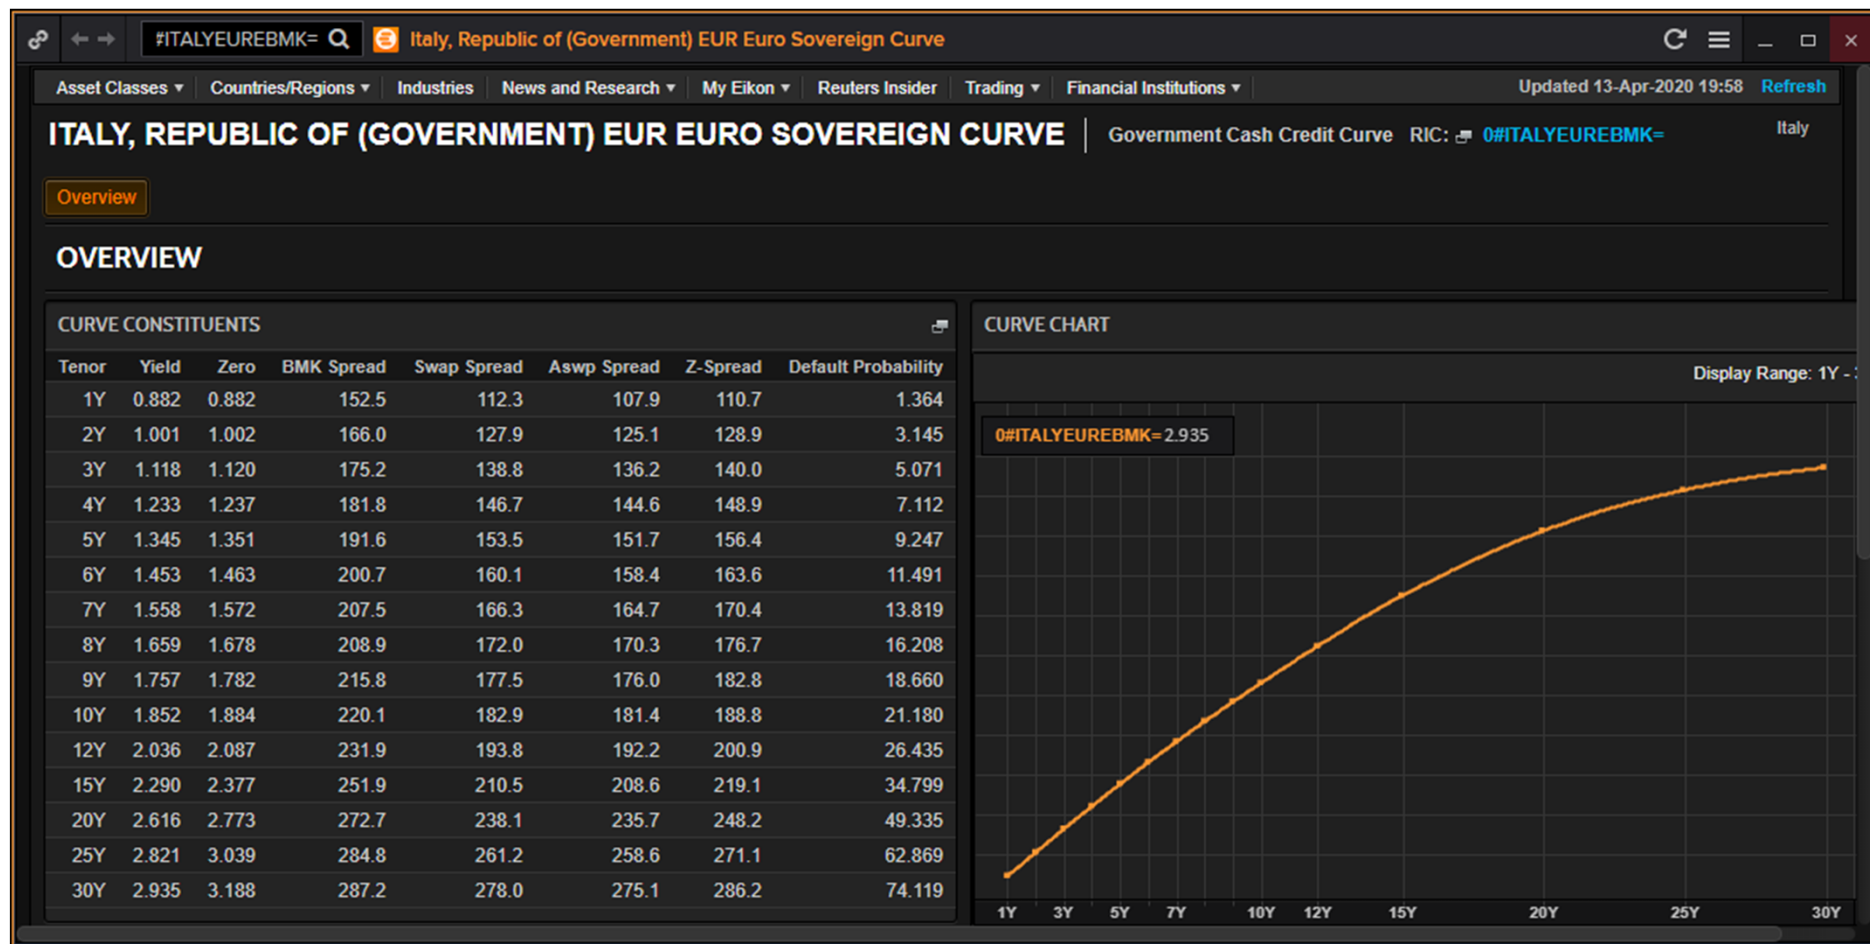 #ITALYEUREBMK= Italy, Republic of (Government) EUR Euro Sovereign Curve
Asset Classes Countries/Regions Industries News and Research My Eikon Reuters Insider Trading Financial Institutions Updated 13-Apr-2020 19:58 Refresh
ITALY, REPUBLIC OF (GOVERNMENT) EUR EURO SOVEREIGN CURVE Government Cash Credit Curve RIC: 0#ITALYEUREBMK= Italy
Overview
OVERVIEW
CURVE CONSTITUENTS
Tenor Yield Zero BMK Spread Swap Spread Aswp Spread Z-Spread Default Probability
1Y 0.882 0.882 152.5 112.3 107.9 110.7 1.364
2Y 1.001 1.002 166.0 127.9 125.1 128.9 3.145
3Y 1.118 1.120 175.2 138.8 136.2 140.0 5.071
4Y 1.233 1.237 181.8 146.7 144.6 148.9 7.112
5Y 1.345 1.351 191.6 153.5 151.7 156.4 9.247
6Y 1.453 1.463 200.7 160.1 158.4 163.6 11.491
7Y 1.558 1.572 207.5 166.3 164.7 170.4 13.819
8Y 1.659 1.678 208.9 172.0 170.3 176.7 16.208
9Y 1.757 1.782 215.8 177.5 176.0 182.8 18.660
10Y 1.852 1.884 220.1 182.9 181.4 188.8 21.180
12Y 2.036 2.087 231.9 193.8 192.2 200.9 26.435
15Y 2.290 2.377 251.9 210.5 208.6 219.1 34.799
20Y 2.616 2.773 272.7 238.1 235.7 248.2 49.335
25Y 2.821 3.039 284.8 261.2 258.6 271.1 62.869
30Y 2.935 3.188 287.2 278.0 275.1 286.2 74.119
CURVE CHART
Display Range: 1Y -
0#ITALYEUREBMK= 2.935
1Y 3Y 5Y 7Y 10Y 12Y 15Y 20Y 25Y 30Y